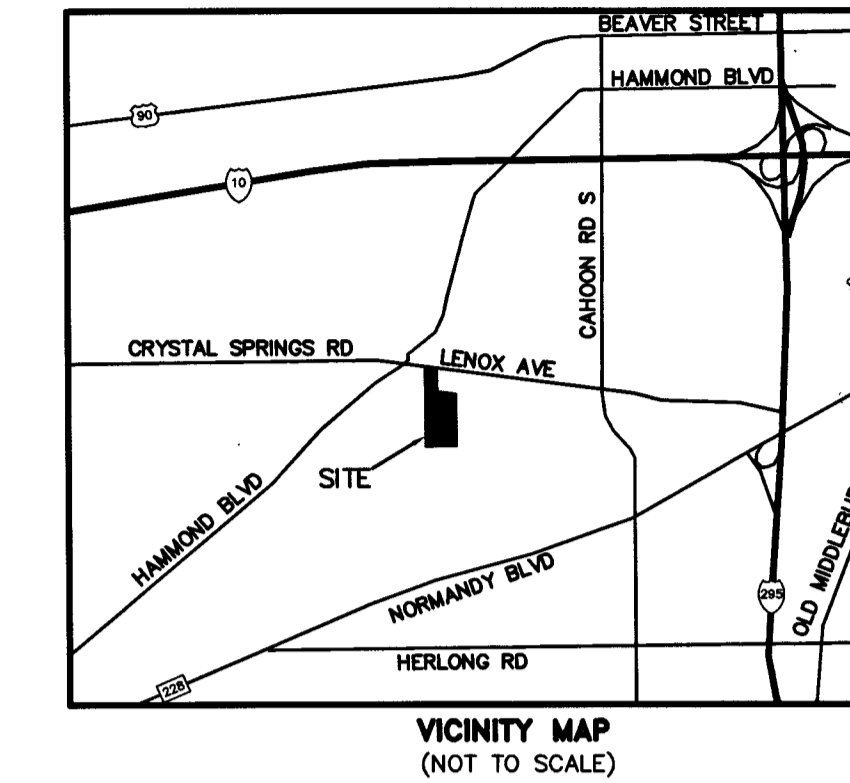 BEAVER STREET
HAMMOND BLVD
90
10
CAHOON RD S
CRYSTAL SPRINGS RD
LENOX AVE
SITE
HAMMOND BLVD
NORMANDY BLVD
295
OLD
HERLONG RD
228
VICINITY MAP
(NOT TO SCALE)